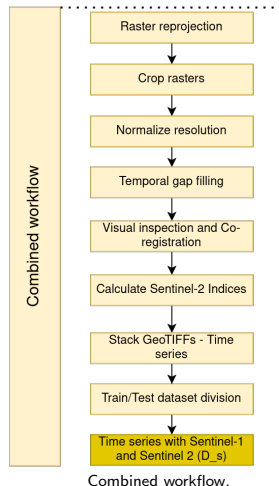 Combined workflow
Raster reprojection
Crop rasters
Normalize resolution
Temporal gap filling
Visual inspection and Co-
registration
Calculate Sentinel-2 Indices
Stack GeoTIFFs - Time
series
Train/Test dataset division
Time series with Sentinel-1
and Sentinel 2 (D_s)
Combined workflow.